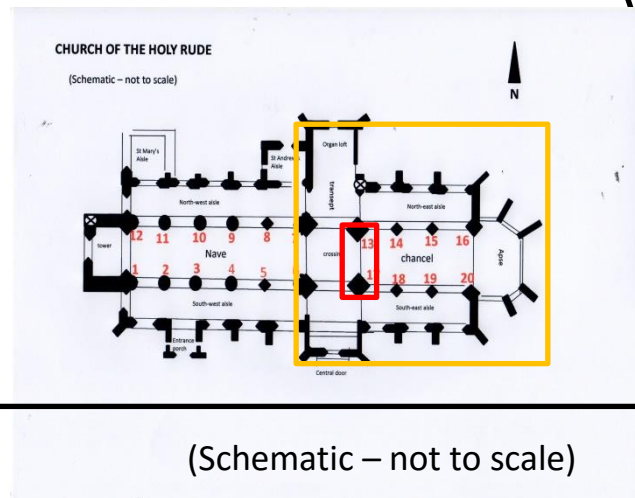 CHURCH OF THE HOLY RUDE
(Schematic – not to scale)
N
Organ loft
St Mary's
Aisle
St Andrew
Aisle
transept
North-west aisle
North-east aisle
12 11 10 9 8
13 14 15 16
tower
Nave
crossin
chancel
Apse
1 2 3 4 5
18 19 20
South-west aisle
South-east aisle
Entrance
porch
Central door
(Schematic – not to scale)